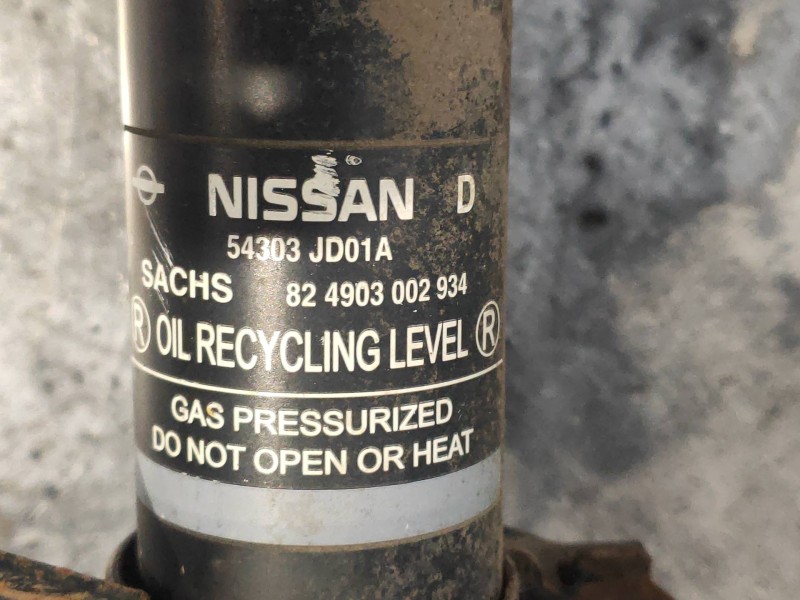 NISSAN D
54303 JD01A
SACHS 82 4903 002 934
® OIL RECYCLING LEVEL ®
GAS PRESSURIZED
DO NOT OPEN OR HEAT